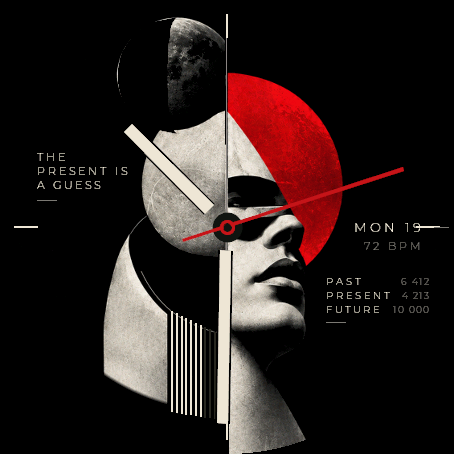 THE
PRESENT IS
A GUESS
MON 19
72 BPM
PAST 6 412
PRESENT 4 213
FUTURE 10 000